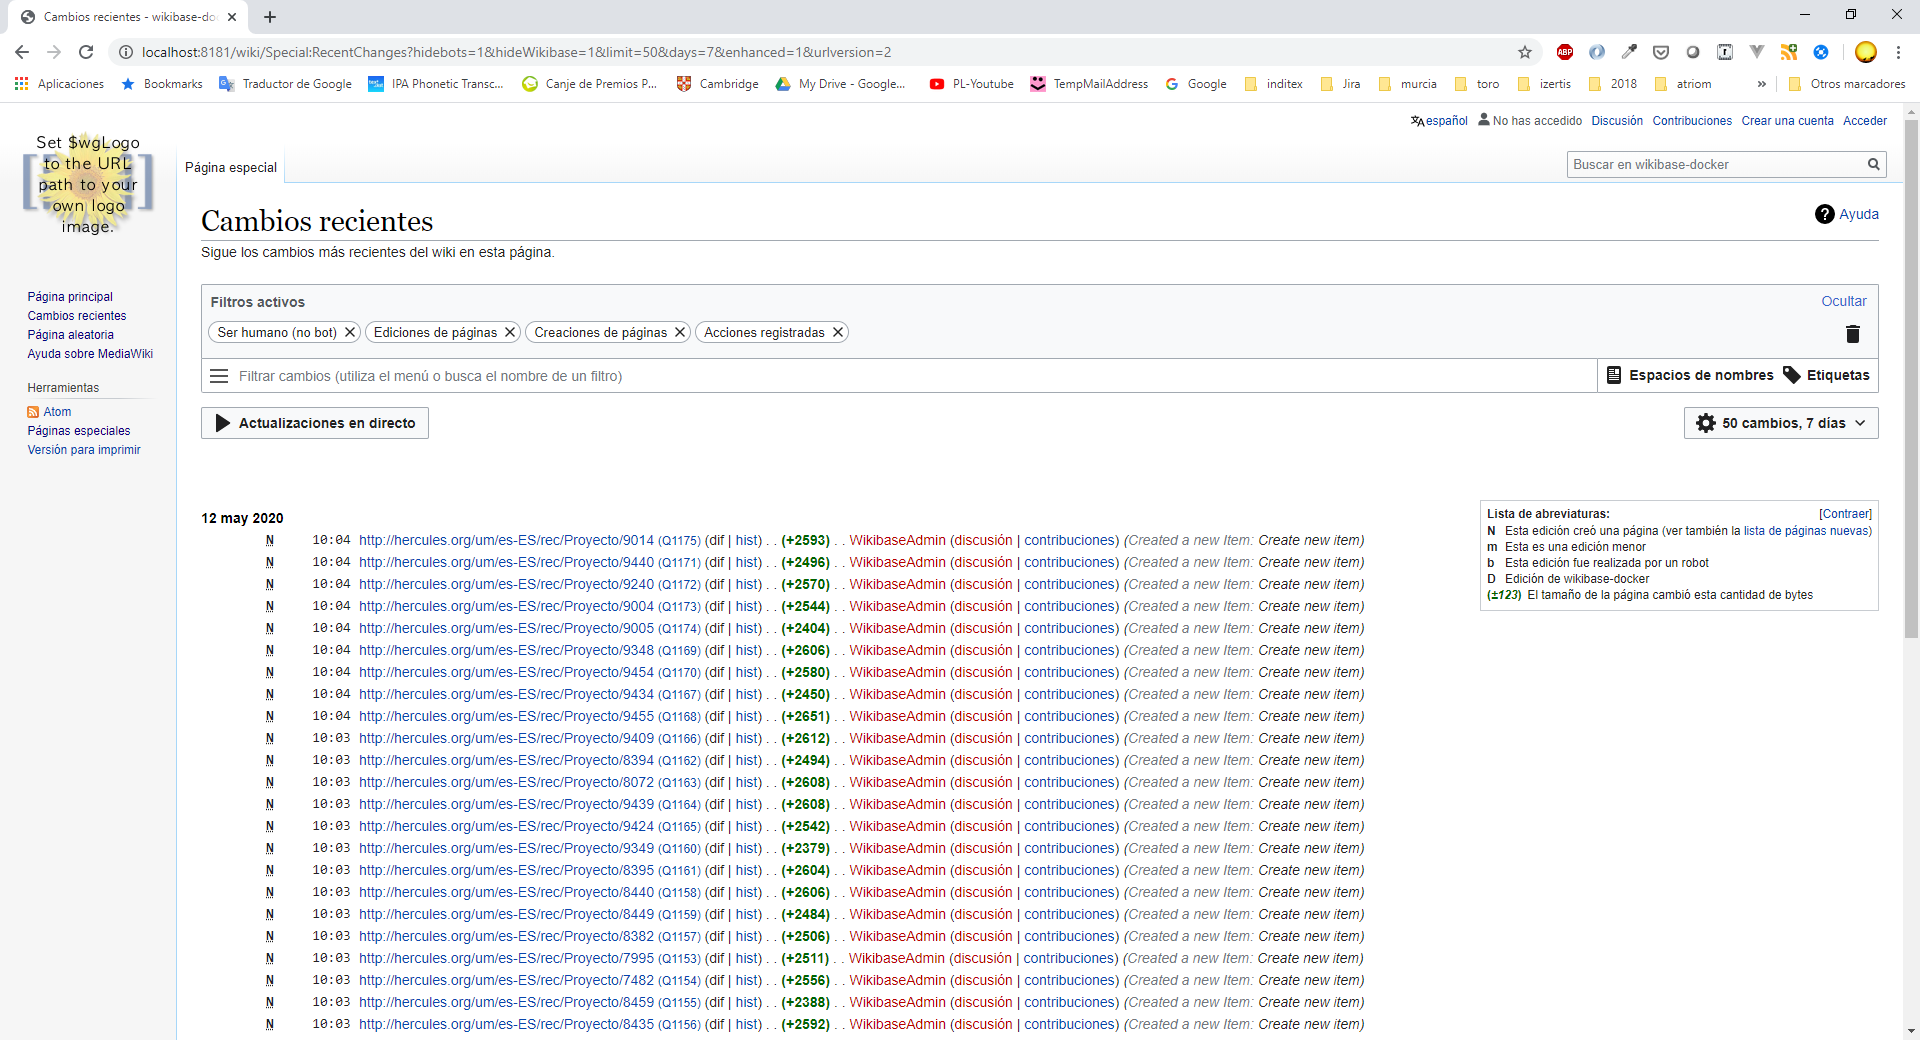 Cambios recientes - wikibase-do
localhost:8181/wiki/Special:RecentChanges?hidebots=1&hideWikibase=1&limit=50&days=7&enhanced=1&urlversion=2
Aplicaciones Bookmarks Traductor de Google IPA Phonetic Transc... Canje de Premios P... Cambridge My Drive - Google... PL-Youtube TempMailAddress Google inditex Jira murcia toro izertis 2018 atriom » Otros marcadores
español No has accedido Discusión Contribuciones Crear una cuenta Acceder
Set $wgLogo
to the URL
path to your
own logo
image.
Página especial
Buscar en wikibase-docker
Cambios recientes
Ayuda
Sigue los cambios más recientes del wiki en esta página.
Página principal
Cambios recientes
Página aleatoria
Ayuda sobre MediaWiki
Herramientas
Atom
Páginas especiales
Versión para imprimir
Filtros activos
Ocultar
Ser humano (no bot) Ediciones de páginas Creaciones de páginas Acciones registradas
Filtrar cambios (utiliza el menú o busca el nombre de un filtro)
Espacios de nombres Etiquetas
Actualizaciones en directo
50 cambios, 7 días
Lista de abreviaturas: [Contraer]
N Esta edición creó una página (ver también la lista de páginas nuevas)
m Esta es una edición menor
b Esta edición fue realizada por un robot
D Edición de wikibase-docker
(±123) El tamaño de la página cambió esta cantidad de bytes
12 may 2020
N 10:04 http://hercules.org/um/es-ES/rec/Proyecto/9014 (Q1175) (dif | hist) . . (+2593) . . WikibaseAdmin (discusión | contribuciones) (Created a new Item: Create new item)
N 10:04 http://hercules.org/um/es-ES/rec/Proyecto/9440 (Q1171) (dif | hist) . . (+2496) . . WikibaseAdmin (discusión | contribuciones) (Created a new Item: Create new item)
N 10:04 http://hercules.org/um/es-ES/rec/Proyecto/9240 (Q1172) (dif | hist) . . (+2570) . . WikibaseAdmin (discusión | contribuciones) (Created a new Item: Create new item)
N 10:04 http://hercules.org/um/es-ES/rec/Proyecto/9004 (Q1173) (dif | hist) . . (+2544) . . WikibaseAdmin (discusión | contribuciones) (Created a new Item: Create new item)
N 10:04 http://hercules.org/um/es-ES/rec/Proyecto/9005 (Q1174) (dif | hist) . . (+2404) . . WikibaseAdmin (discusión | contribuciones) (Created a new Item: Create new item)
N 10:04 http://hercules.org/um/es-ES/rec/Proyecto/9348 (Q1169) (dif | hist) . . (+2606) . . WikibaseAdmin (discusión | contribuciones) (Created a new Item: Create new item)
N 10:04 http://hercules.org/um/es-ES/rec/Proyecto/9454 (Q1170) (dif | hist) . . (+2580) . . WikibaseAdmin (discusión | contribuciones) (Created a new Item: Create new item)
N 10:04 http://hercules.org/um/es-ES/rec/Proyecto/9434 (Q1167) (dif | hist) . . (+2450) . . WikibaseAdmin (discusión | contribuciones) (Created a new Item: Create new item)
N 10:04 http://hercules.org/um/es-ES/rec/Proyecto/9455 (Q1168) (dif | hist) . . (+2651) . . WikibaseAdmin (discusión | contribuciones) (Created a new Item: Create new item)
N 10:03 http://hercules.org/um/es-ES/rec/Proyecto/9409 (Q1166) (dif | hist) . . (+2612) . . WikibaseAdmin (discusión | contribuciones) (Created a new Item: Create new item)
N 10:03 http://hercules.org/um/es-ES/rec/Proyecto/8394 (Q1162) (dif | hist) . . (+2494) . . WikibaseAdmin (discusión | contribuciones) (Created a new Item: Create new item)
N 10:03 http://hercules.org/um/es-ES/rec/Proyecto/8072 (Q1163) (dif | hist) . . (+2608) . . WikibaseAdmin (discusión | contribuciones) (Created a new Item: Create new item)
N 10:03 http://hercules.org/um/es-ES/rec/Proyecto/9439 (Q1164) (dif | hist) . . (+2608) . . WikibaseAdmin (discusión | contribuciones) (Created a new Item: Create new item)
N 10:03 http://hercules.org/um/es-ES/rec/Proyecto/9424 (Q1165) (dif | hist) . . (+2542) . . WikibaseAdmin (discusión | contribuciones) (Created a new Item: Create new item)
N 10:03 http://hercules.org/um/es-ES/rec/Proyecto/9349 (Q1160) (dif | hist) . . (+2379) . . WikibaseAdmin (discusión | contribuciones) (Created a new Item: Create new item)
N 10:03 http://hercules.org/um/es-ES/rec/Proyecto/8395 (Q1161) (dif | hist) . . (+2604) . . WikibaseAdmin (discusión | contribuciones) (Created a new Item: Create new item)
N 10:03 http://hercules.org/um/es-ES/rec/Proyecto/8440 (Q1158) (dif | hist) . . (+2606) . . WikibaseAdmin (discusión | contribuciones) (Created a new Item: Create new item)
N 10:03 http://hercules.org/um/es-ES/rec/Proyecto/8449 (Q1159) (dif | hist) . . (+2484) . . WikibaseAdmin (discusión | contribuciones) (Created a new Item: Create new item)
N 10:03 http://hercules.org/um/es-ES/rec/Proyecto/8382 (Q1157) (dif | hist) . . (+2506) . . WikibaseAdmin (discusión | contribuciones) (Created a new Item: Create new item)
N 10:03 http://hercules.org/um/es-ES/rec/Proyecto/7995 (Q1153) (dif | hist) . . (+2511) . . WikibaseAdmin (discusión | contribuciones) (Created a new Item: Create new item)
N 10:03 http://hercules.org/um/es-ES/rec/Proyecto/7482 (Q1154) (dif | hist) . . (+2556) . . WikibaseAdmin (discusión | contribuciones) (Created a new Item: Create new item)
N 10:03 http://hercules.org/um/es-ES/rec/Proyecto/8459 (Q1155) (dif | hist) . . (+2388) . . WikibaseAdmin (discusión | contribuciones) (Created a new Item: Create new item)
N 10:03 http://hercules.org/um/es-ES/rec/Proyecto/8435 (Q1156) (dif | hist) . . (+2592) . . WikibaseAdmin (discusión | contribuciones) (Created a new Item: Create new item)